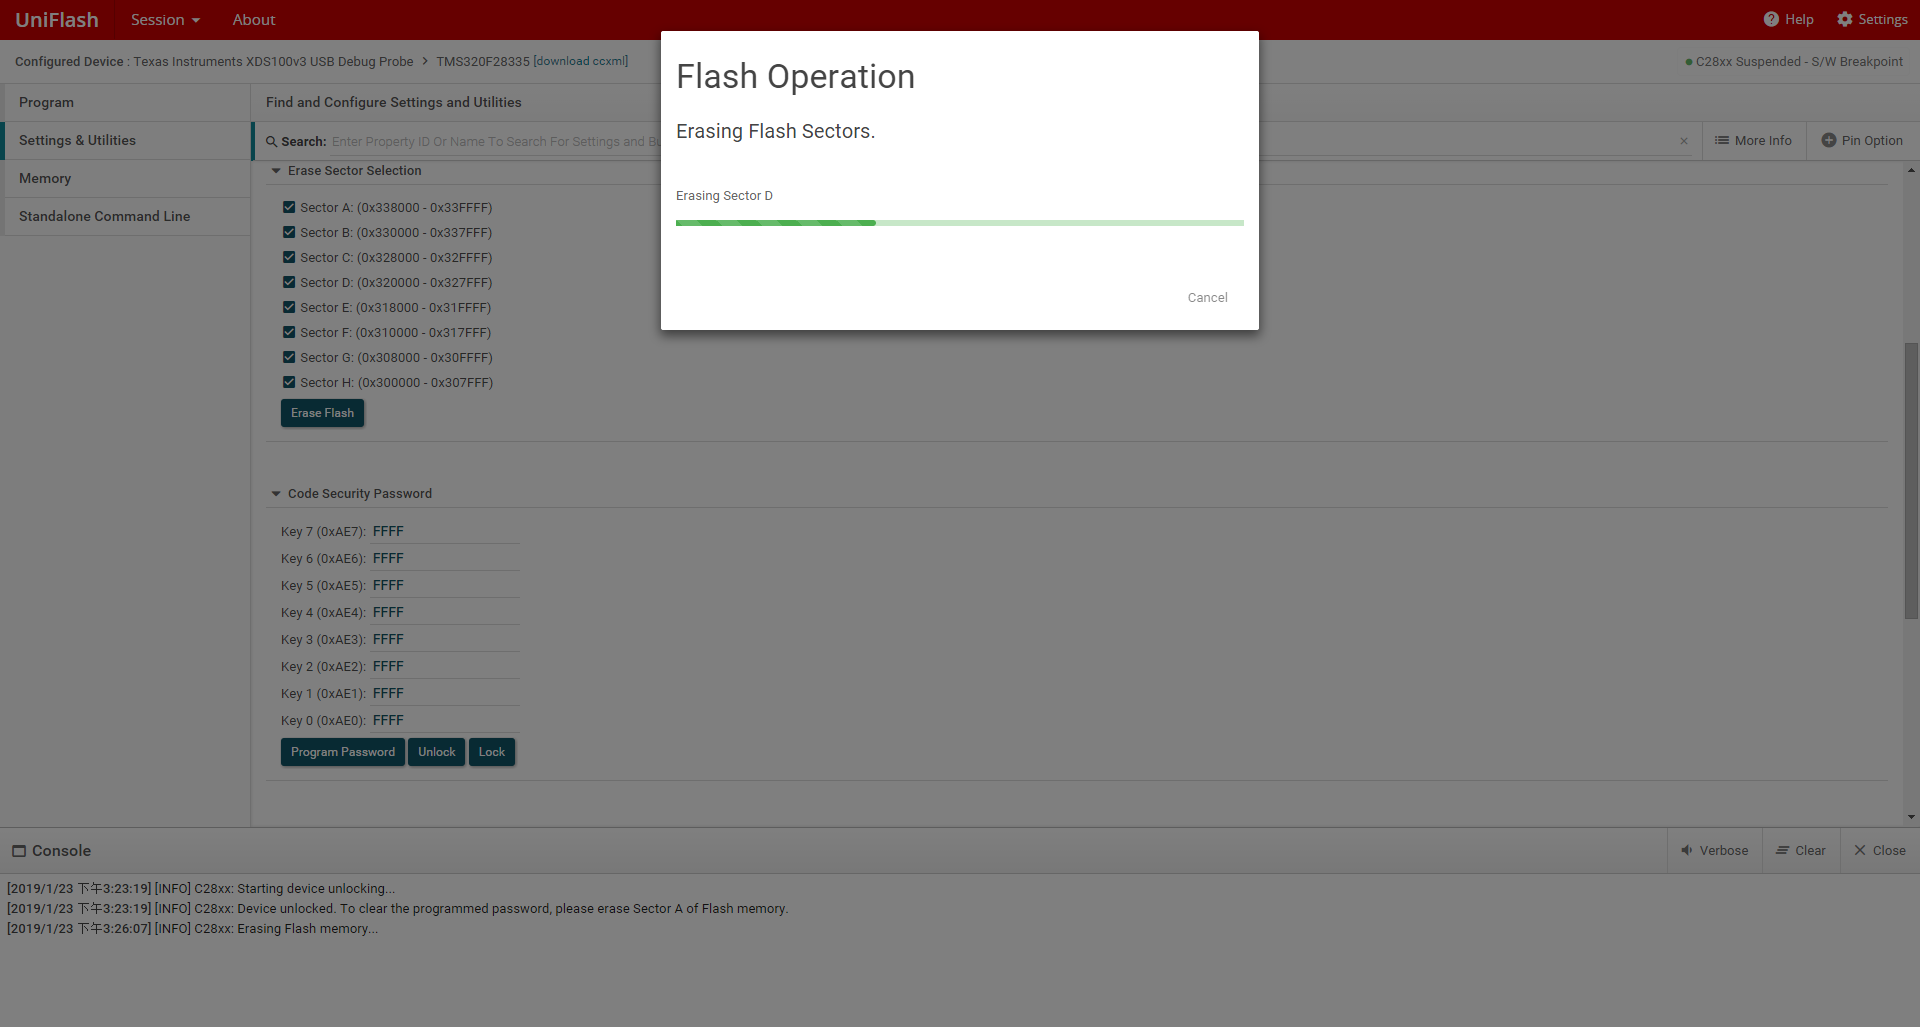 UniFlash Session About Help Settings
Configured Device : Texas Instruments XDS100v3 USB Debug Probe > TMS320F28335 [download ccxml] C28xx Suspended - S/W Breakpoint
Program
Settings & Utilities
Memory
Standalone Command Line
Find and Configure Settings and Utilities
Search: Enter Property ID Or Name To Search For Settings and Bu × More Info Pin Option
Erase Sector Selection
Sector A: (0x338000 - 0x33FFFF)
Sector B: (0x330000 - 0x337FFF)
Sector C: (0x328000 - 0x32FFFF)
Sector D: (0x320000 - 0x327FFF)
Sector E: (0x318000 - 0x31FFFF)
Sector F: (0x310000 - 0x317FFF)
Sector G: (0x308000 - 0x30FFFF)
Sector H: (0x300000 - 0x307FFF)
Erase Flash
Code Security Password
Key 7 (0xAE7): FFFF
Key 6 (0xAE6): FFFF
Key 5 (0xAE5): FFFF
Key 4 (0xAE4): FFFF
Key 3 (0xAE3): FFFF
Key 2 (0xAE2): FFFF
Key 1 (0xAE1): FFFF
Key 0 (0xAE0): FFFF
Program Password Unlock Lock
Flash Operation
Erasing Flash Sectors.
Erasing Sector D
Cancel
Console Verbose Clear Close
[2019/1/23 下午3:23:19] [INFO] C28xx: Starting device unlocking...
[2019/1/23 下午3:23:19] [INFO] C28xx: Device unlocked. To clear the programmed password, please erase Sector A of Flash memory.
[2019/1/23 下午3:26:07] [INFO] C28xx: Erasing Flash memory...